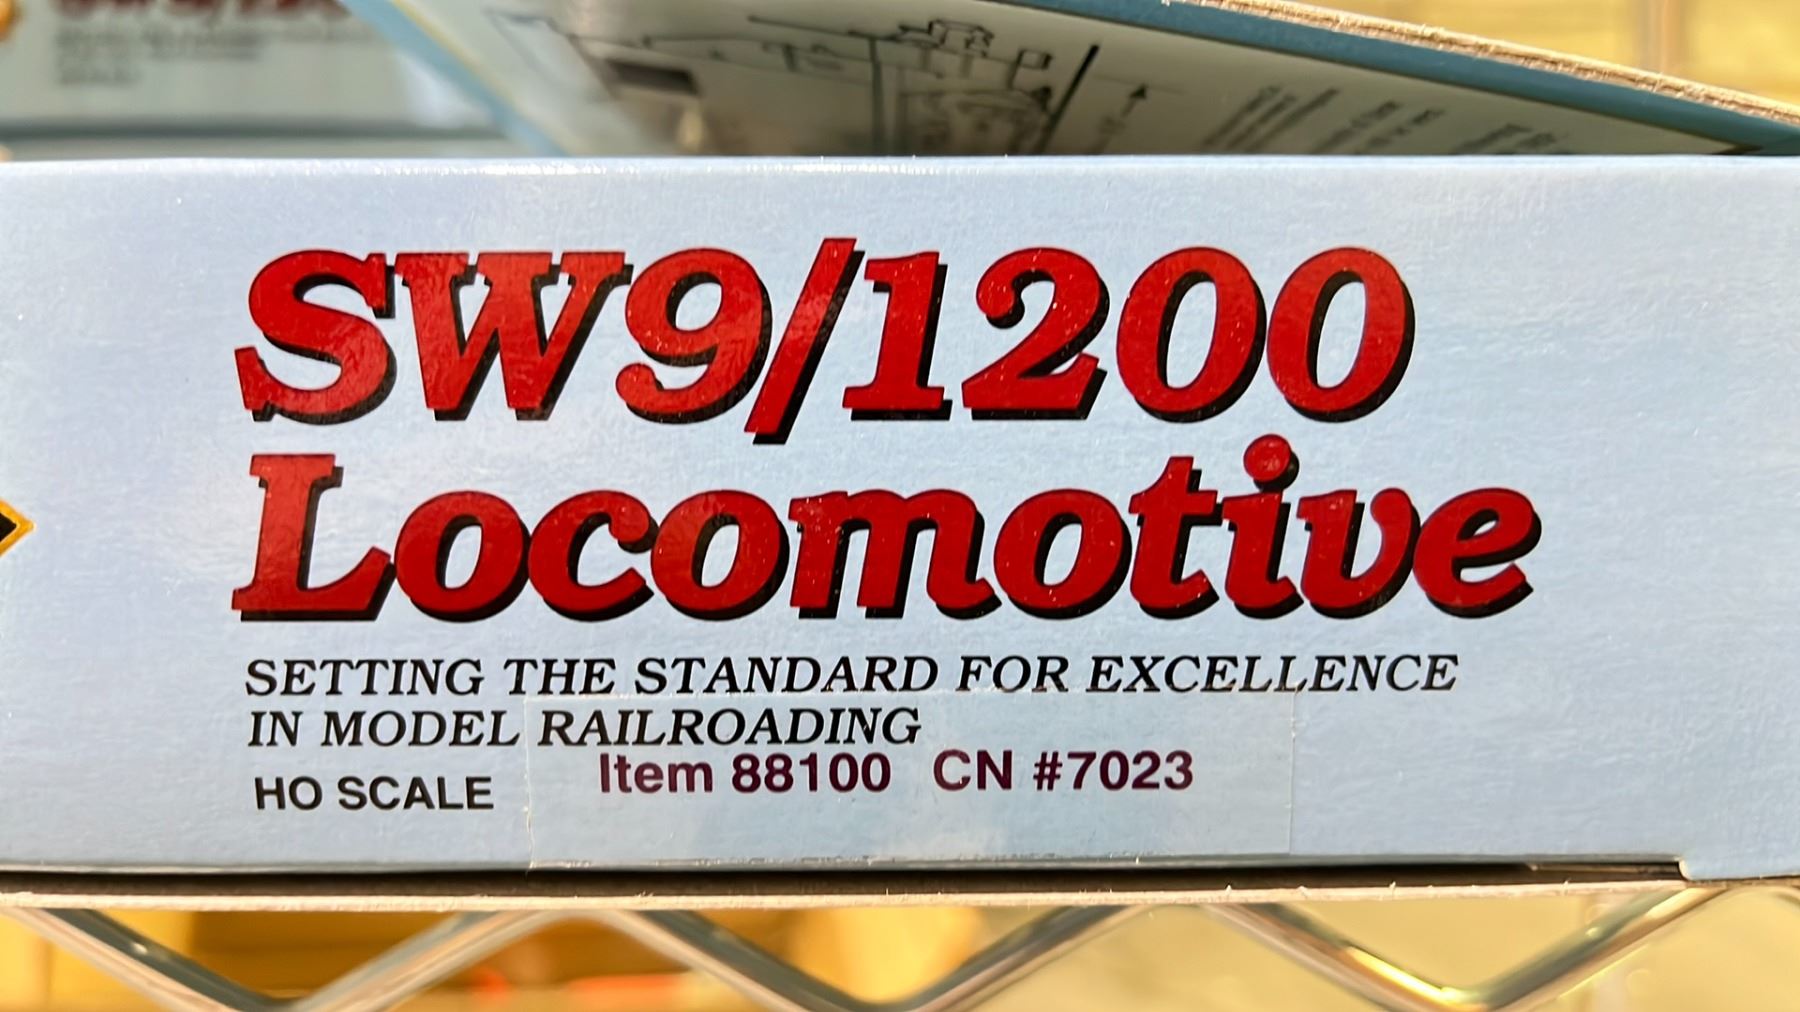 SW9/1200
Locomotive
SETTING THE STANDARD FOR EXCELLENCE
IN MODEL RAILROADING
HO SCALE
Item 88100 CN #7023